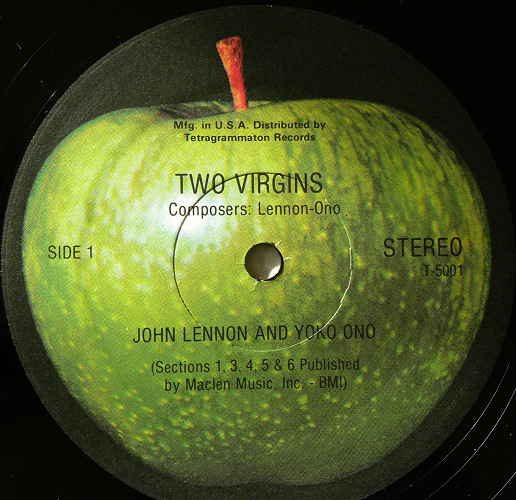 Mfg. in U.S.A. Distributed by
Tetragrammaton Records
TWO VIRGINS
Composers: Lennon-Ono
SIDE 1
STEREO
T-5001
JOHN LENNON AND YOKO ONO
(Sections 1, 3, 4, 5 & 6 Published
by Maclen Music, Inc. - BMI)